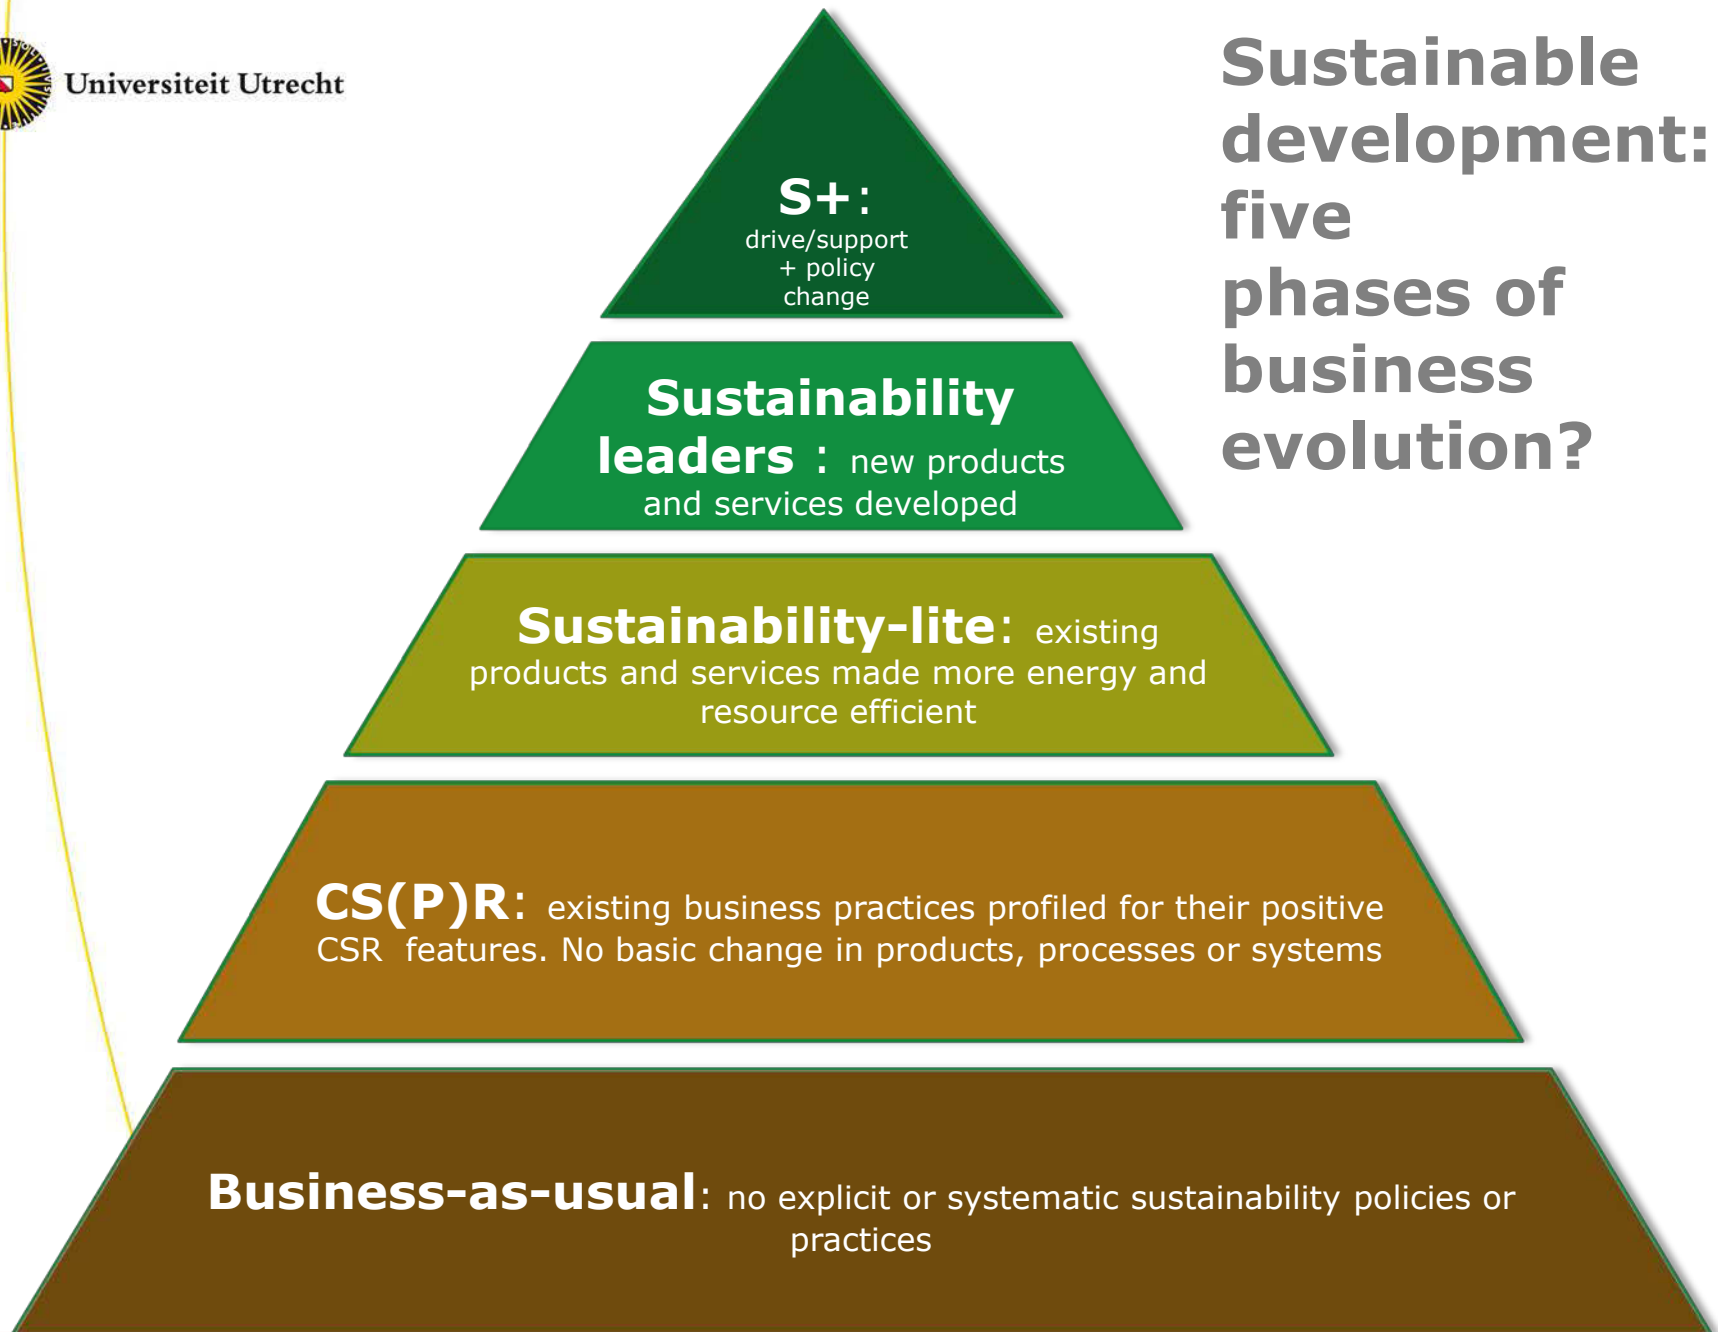 Universiteit Utrecht
Sustainable
development:
five
phases of
business
evolution?
S+:
drive/support
+ policy
change
Sustainability
leaders : new products
and services developed
Sustainability-lite: existing
products and services made more energy and
resource efficient
CS(P)R: existing business practices profiled for their positive
CSR features. No basic change in products, processes or systems
Business-as-usual: no explicit or systematic sustainability policies or
practices